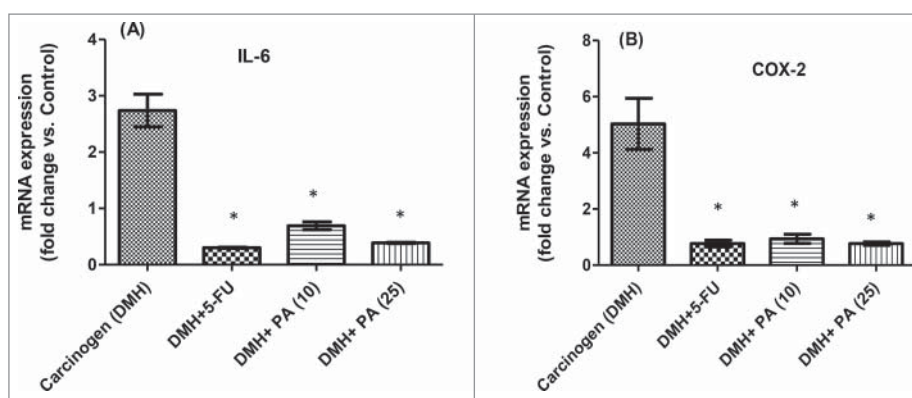 (A)
IL-6
mRNA expression
(fold change vs. Control)
4
3
2
1
0
*
*
*
Carcinogen (DMH)
DMH+5-FU
DMH+ PA (10)
DMH+ PA (25)
(B)
COX-2
mRNA expression
(fold change vs. Control)
8
6
4
2
0
*
*
*
Carcinogen (DMH)
DMH+5-FU
DMH+ PA (10)
DMH+ PA (25)